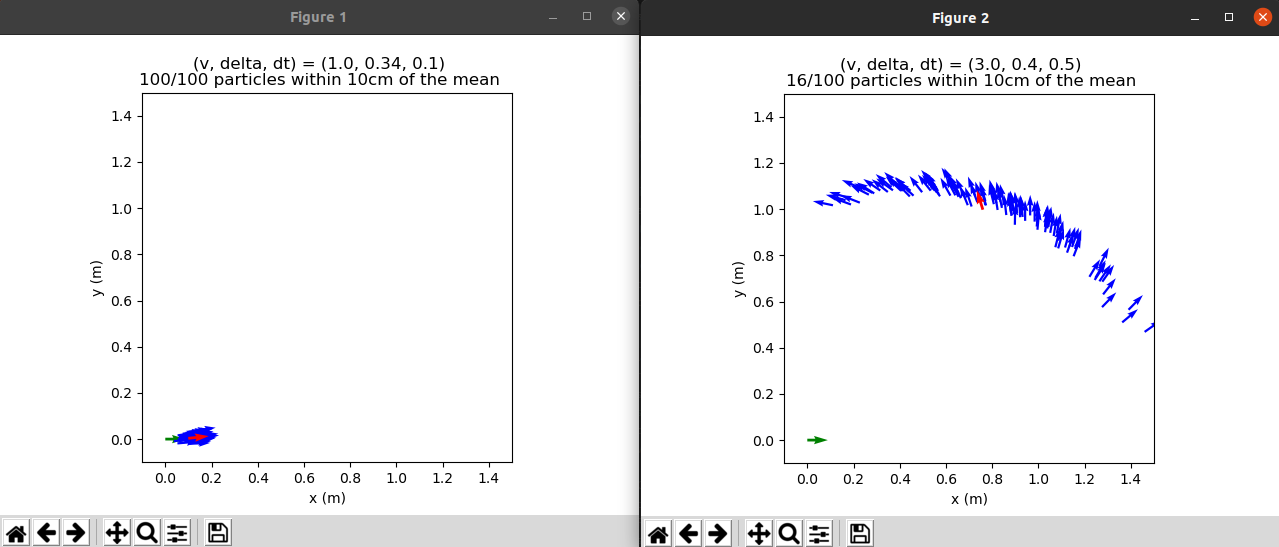 Figure 1
(v, delta, dt) = (1.0, 0.34, 0.1)
100/100 particles within 10cm of the mean
1.4
1.2
1.0
0.8
0.6
0.4
0.2
0.0
y (m)
0.0 0.2 0.4 0.6 0.8 1.0 1.2 1.4
x (m)
Figure 2
(v, delta, dt) = (3.0, 0.4, 0.5)
16/100 particles within 10cm of the mean
1.4
1.2
1.0
0.8
0.6
0.4
0.2
0.0
y (m)
0.0 0.2 0.4 0.6 0.8 1.0 1.2 1.4
x (m)